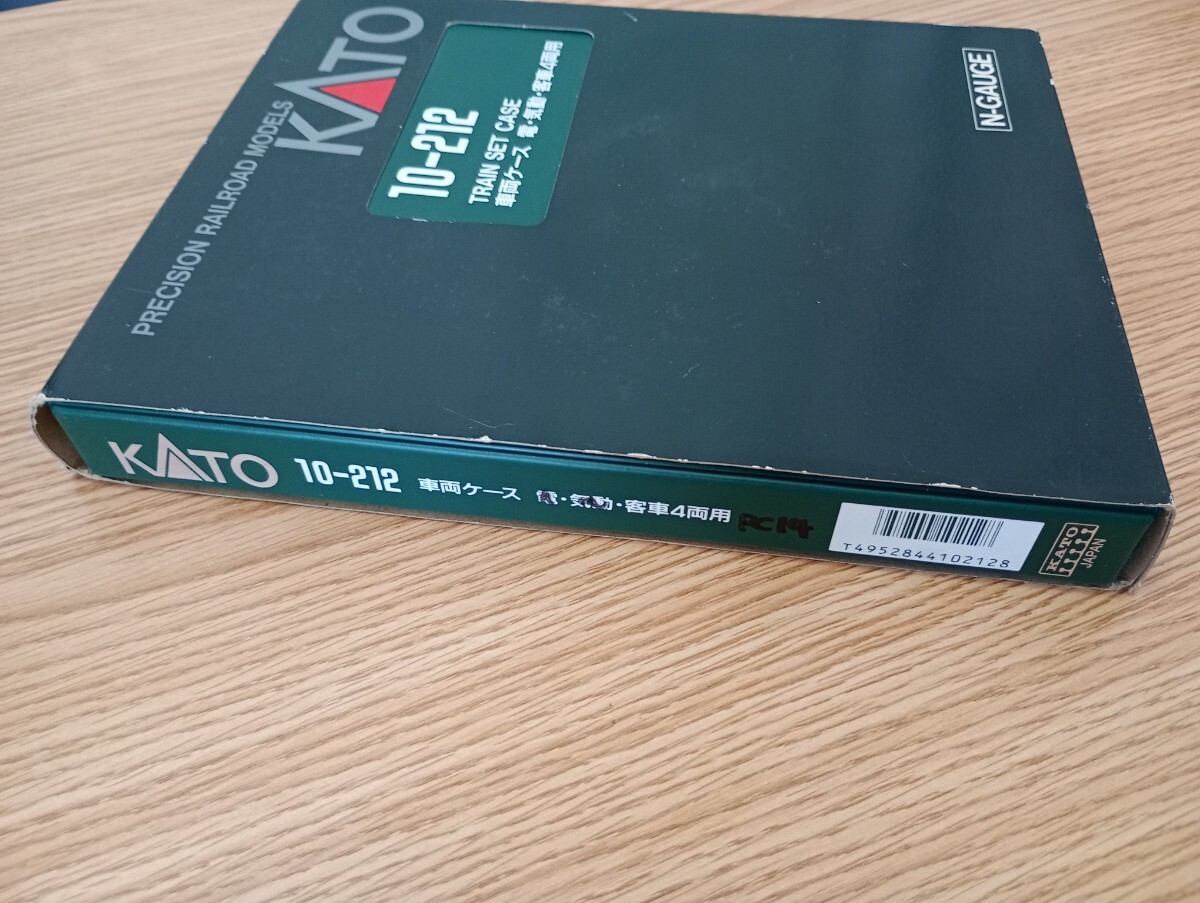 PRECISION RAILROAD MODELS
KATO
10-212
TRAIN SET CASE
車両ケース 電・気動・客車4両用
N-GAUGE
KATO 10-212 車両ケース 電・気動・客車4両用
T4952844102128
KATO
JAPAN